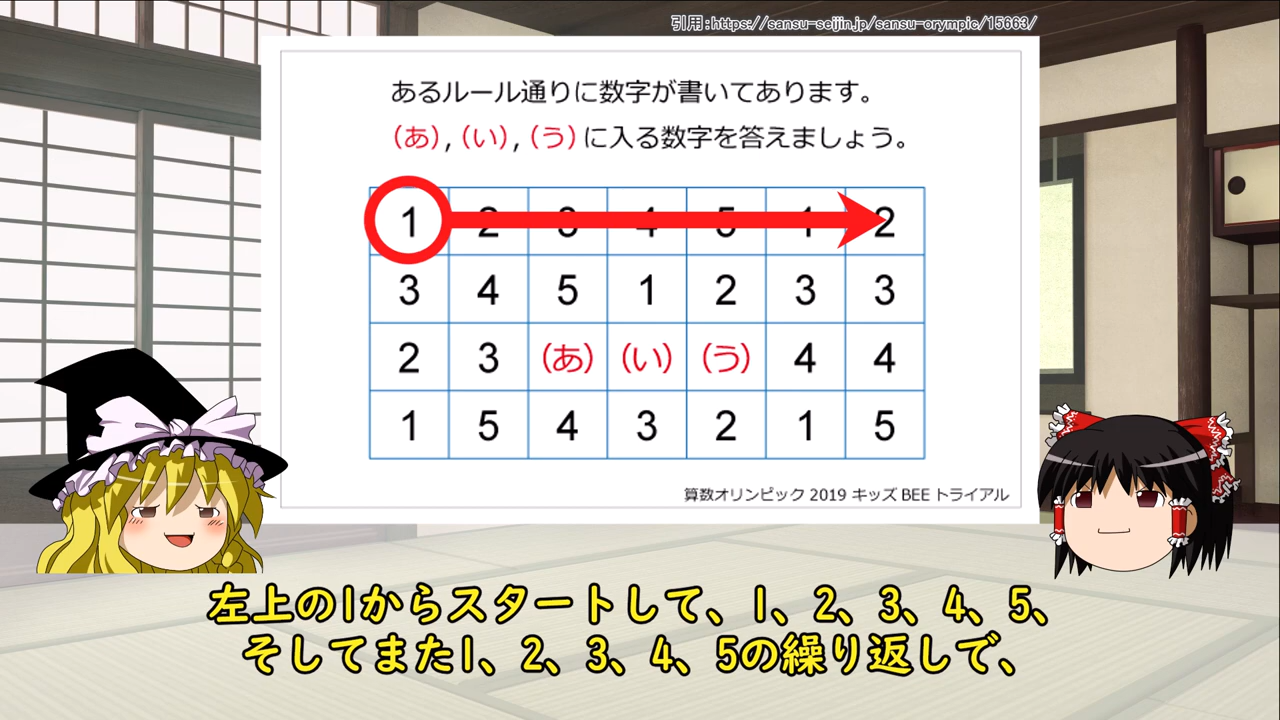 引用:https://sansu-seijin.jp/sansu-orympic/15663/
あるルール通りに数字が書いてあります。
(あ),(い),(う)に入る数字を答えましょう。
1 2 3 4 5 1 2
3 4 5 1 2 3 3
2 3 (あ) (い) (う) 4 4
1 5 4 3 2 1 5
算数オリンピック 2019 キッズ BEE トライアル
左上の1からスタートして、1、2、3、4、5、
そしてまた1、2、3、4、5の繰り返しで、